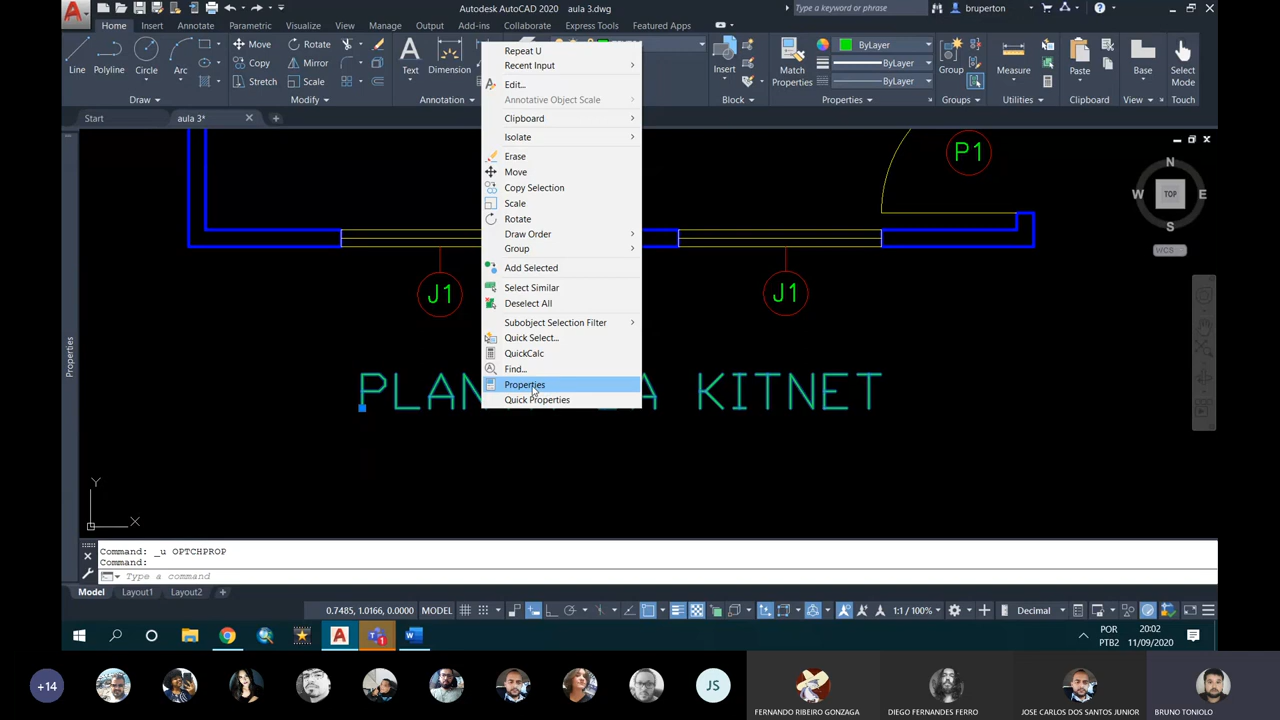 Autodesk AutoCAD 2020 aula 3.dwg
Type a keyword or phrase
bruperton
Home Insert Annotate Parametric Visualize View Manage Output Add-ins Collaborate Express Tools Featured Apps
Line Polyline Circle Arc
Move Rotate
Copy Mirror
Stretch Scale
Text Dimension
Insert
Match Properties
ByLayer
ByLayer
ByLayer
Group Measure Paste Base Select Mode
Draw Modify Annotation Block Properties Groups Utilities Clipboard View Touch
Start aula 3*
Repeat U
Recent Input
Edit...
Annotative Object Scale
Clipboard
Isolate
Erase
Move
Copy Selection
Scale
Rotate
Draw Order
Group
Add Selected
Select Similar
Deselect All
Subobject Selection Filter
Quick Select...
QuickCalc
Find...
Properties
Quick Properties
P1
N
W TOP E
S
WCS
J1 J1
Properties
PLAN A KITNET
Y
X
Command: _u OPTCHPROP
Command:
Type a command
Model Layout1 Layout2
0.7485, 1.0166, 0.0000 MODEL 1:1 / 100% Decimal
POR 20:02
PTB2 11/09/2020
+14 JS
FERNANDO RIBEIRO GONZAGA DIEGO FERNANDES FERRO JOSE CARLOS DOS SANTOS JUNIOR BRUNO TONIOLO